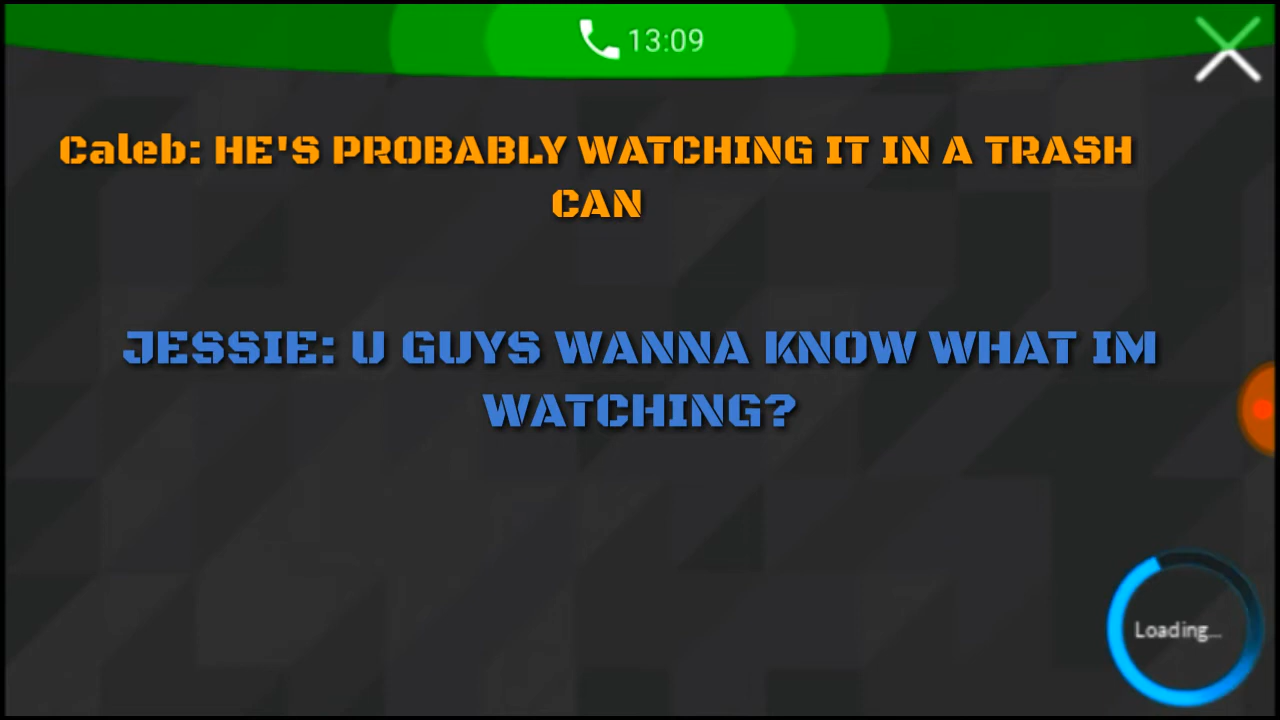 13:09
Caleb: HE'S PROBABLY WATCHING IT IN A TRASH
CAN
JESSIE: U GUYS WANNA KNOW WHAT IM
WATCHING?
Loading...